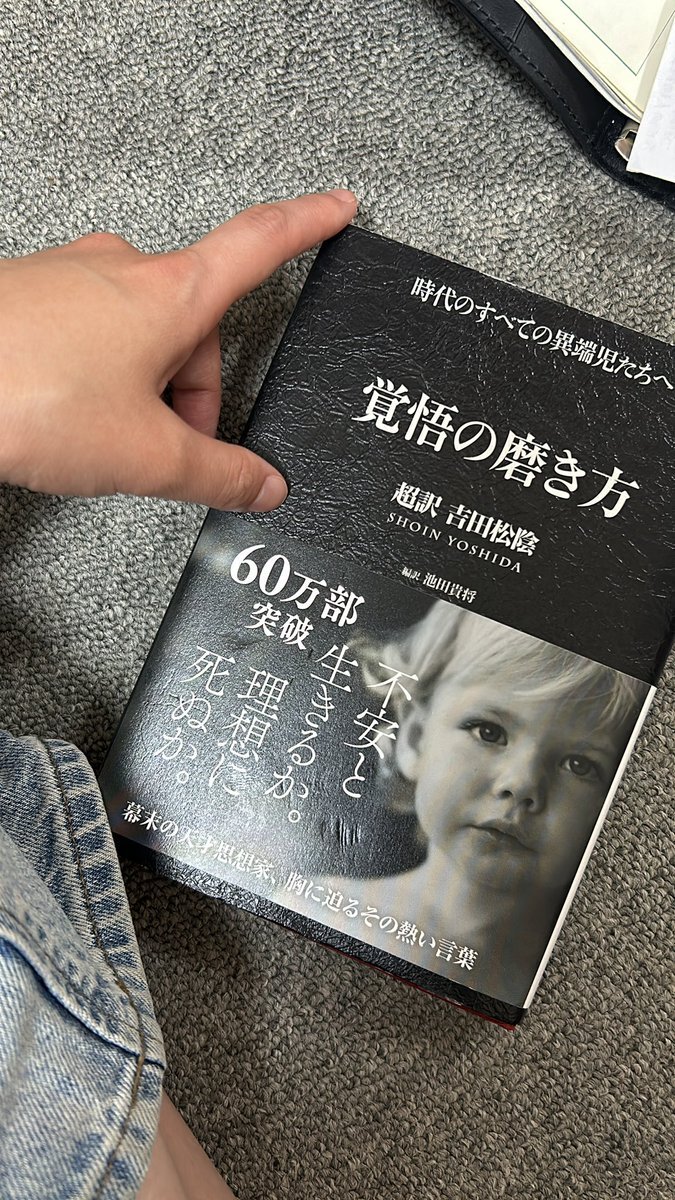 時代のすべての異端児たちへ
覚悟の磨き方
超訳 吉田松陰
SHOIN YOSHIDA
編訳 池田貴将
60万部
突破
不安と
生きるか。
理想に
死ぬか。
幕末の天才思想家、胸に迫るその熱い言葉